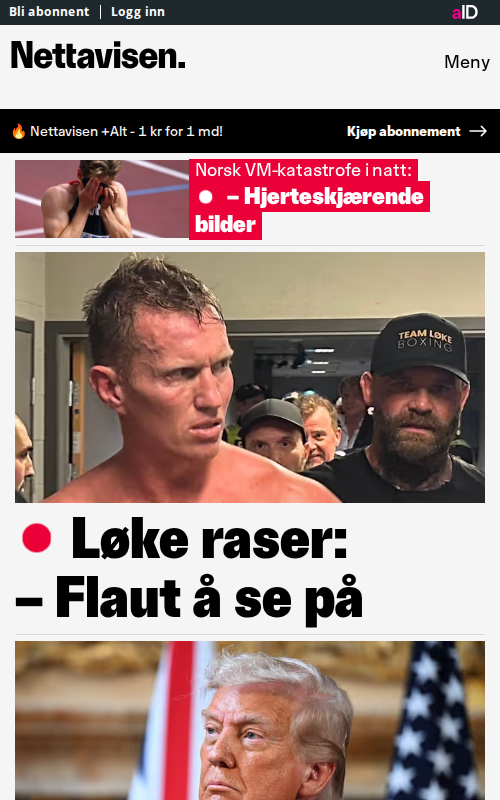 Bli abonnent
Logg inn
aID
Nettavisen.
Meny
🔥 Nettavisen +Alt - 1 kr for 1 md!
Kjøp abonnement →
Norsk VM-katastrofe i natt:
– Hjerteskjærende
bilder
TEAM LØKE
BOXING
Løke raser:
– Flaut å se på